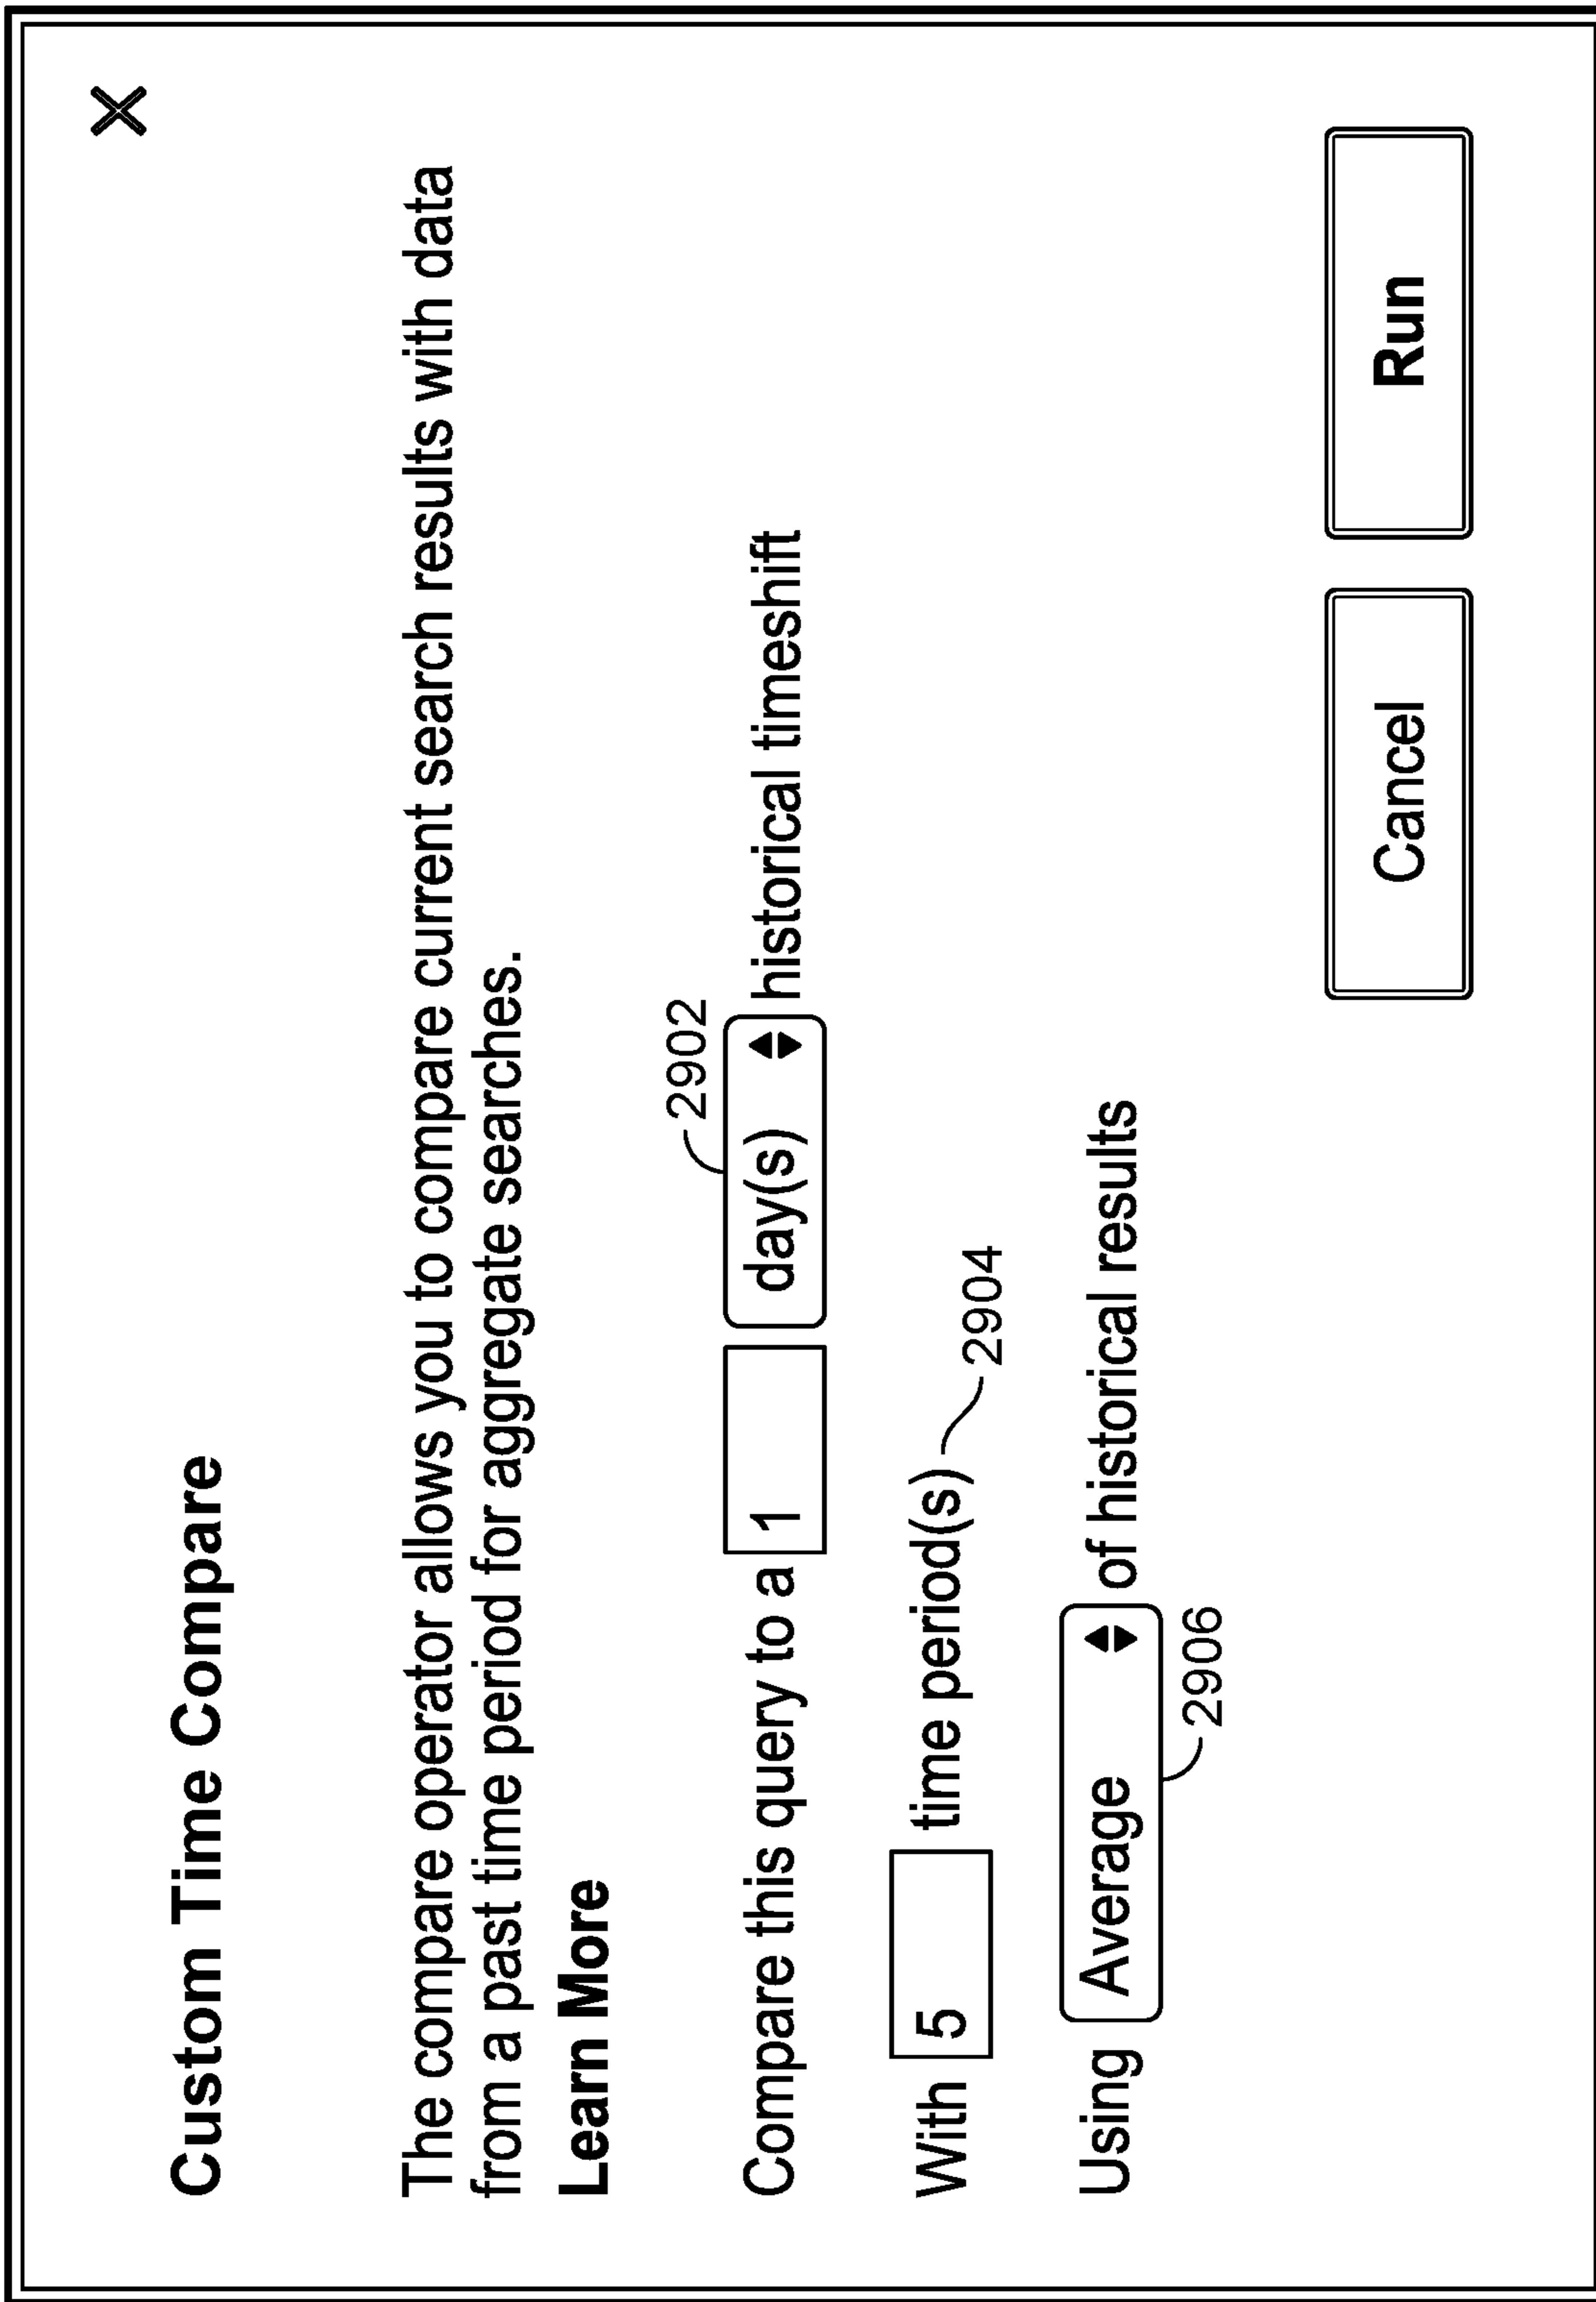 Custom Time Compare
The compare operator allows you to compare current search results with data
from a past time period for aggregate searches.
Learn More
2902
Compare this query to a 1 day(s) historical timeshift
With 5 time period(s) 2904
Using Average of historical results
2906
Cancel Run